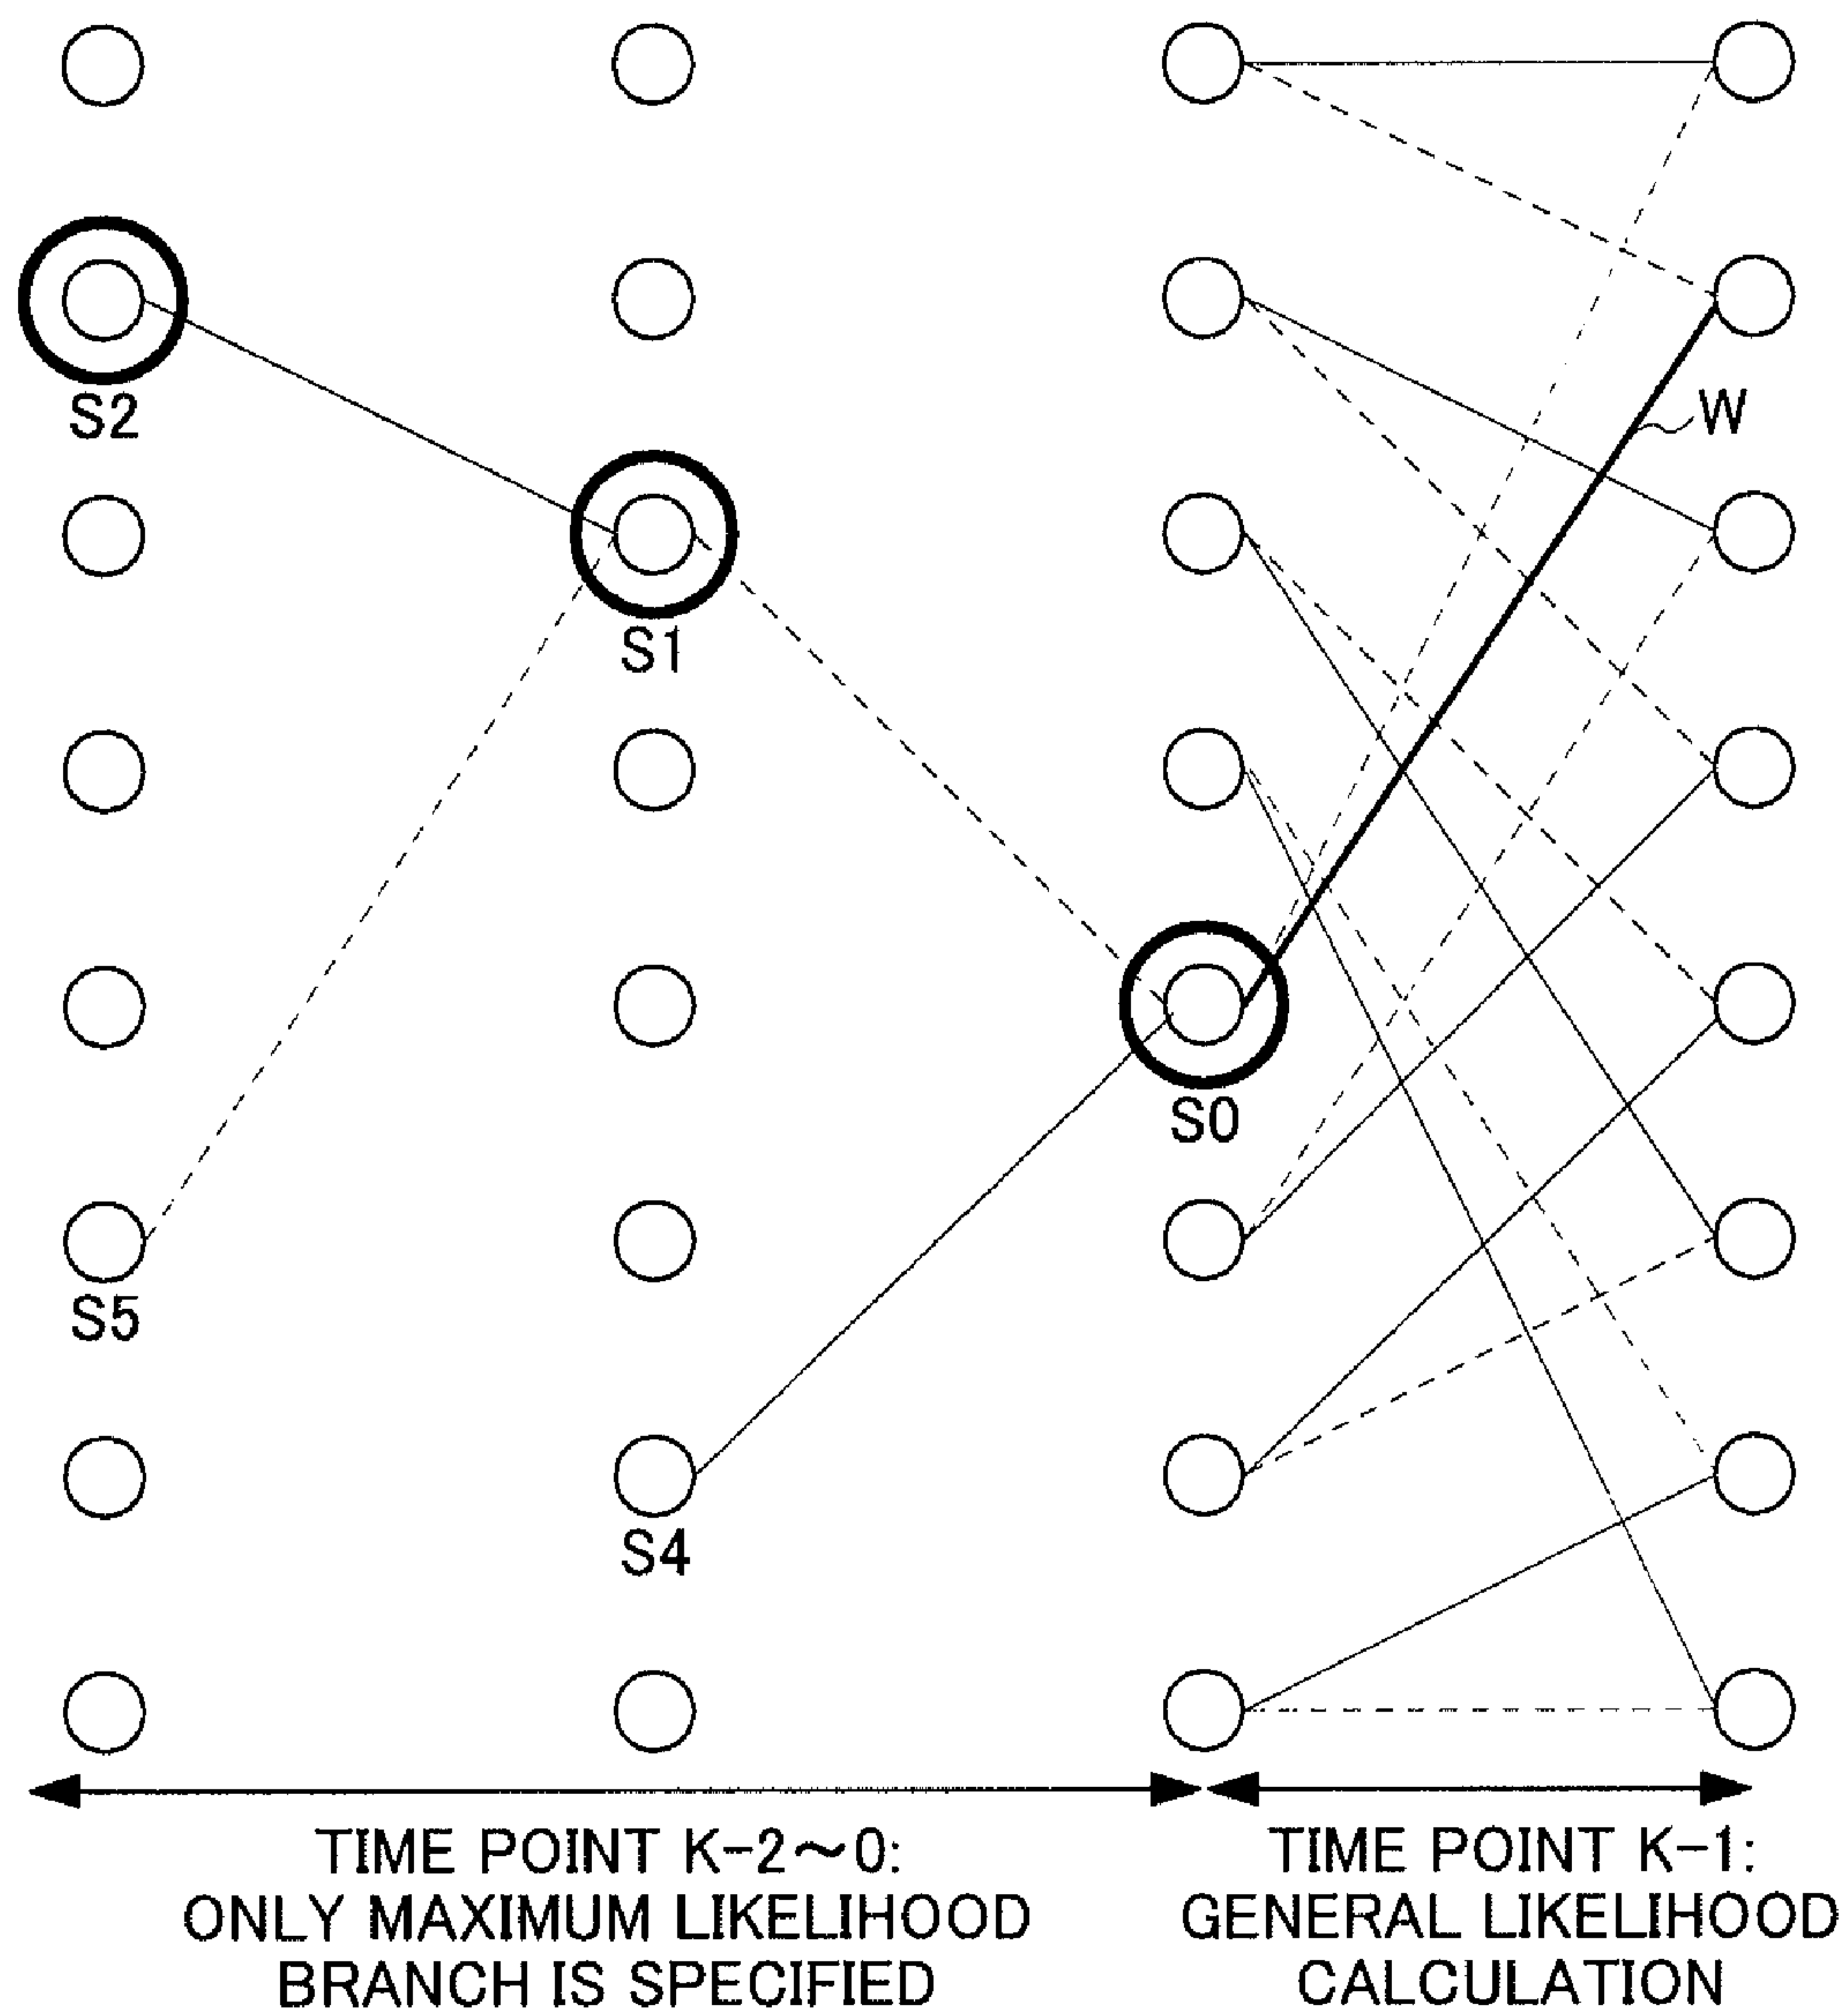 S2
W
S1
S0
S5
S4
TIME POINT K-2～0:
ONLY MAXIMUM LIKELIHOOD
BRANCH IS SPECIFIED
TIME POINT K-1:
GENERAL LIKELIHOOD
CALCULATION